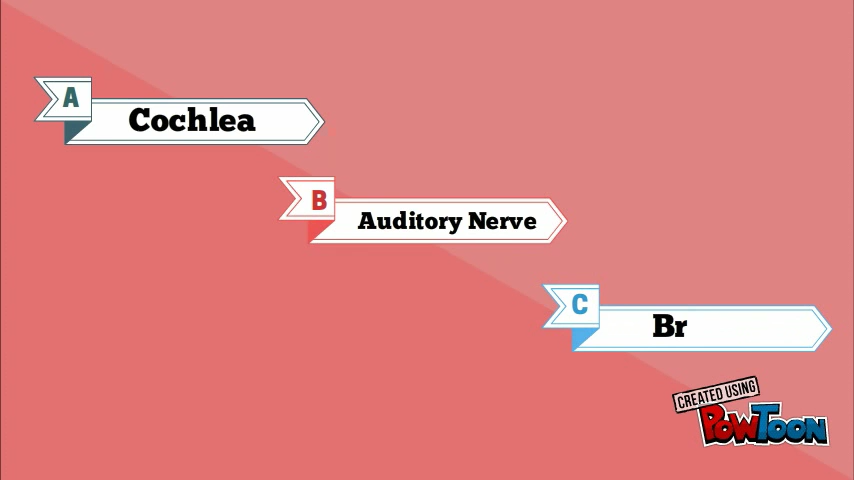 A
Cochlea
B
Auditory Nerve
C
Br
CREATED USING
POWTOON